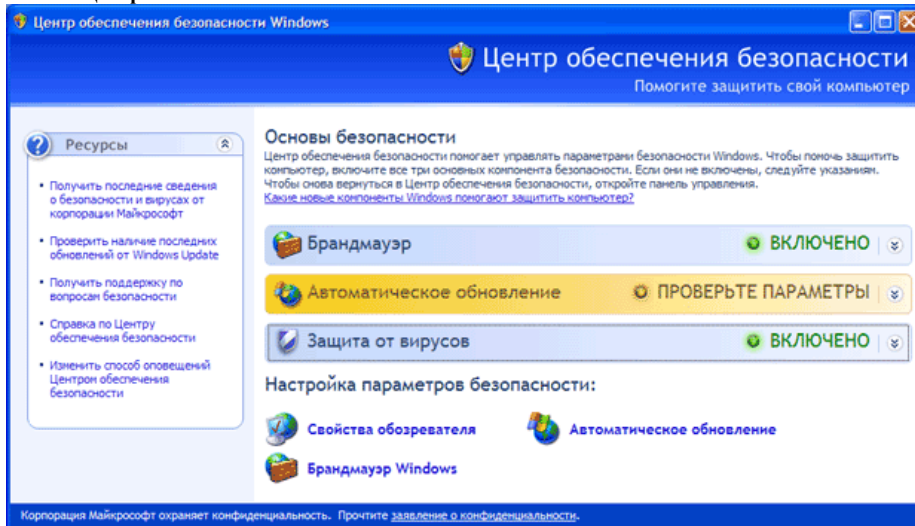 Центр обеспечения безопасности Windows
Центр обеспечения безопасности
Помогите защитить свой компьютер
Ресурсы
• Получить последние сведения
о безопасности и вирусах от
корпорации Майкрософт
• Проверить наличие последних
обновлений от Windows Update
• Получить поддержку по
вопросам безопасности
• Справка по Центру
обеспечения безопасности
• Изменить способ оповещений
Центром обеспечения
безопасности
Основы безопасности
Центр обеспечения безопасности помогает управлять параметрами безопасности Windows. Чтобы помочь защитить
компьютер, включите все три основных компонента безопасности. Если они не включены, следуйте указаниям.
Чтобы снова вернуться в Центр обеспечения безопасности, откройте панель управления.
Какие новые компоненты Windows помогают защитить компьютер?
Брандмауэр ВКЛЮЧЕНО
Автоматическое обновление ПРОВЕРЬТЕ ПАРАМЕТРЫ
Защита от вирусов ВКЛЮЧЕНО
Настройка параметров безопасности:
Свойства обозревателя Автоматическое обновление
Брандмауэр Windows
Корпорация Майкрософт охраняет конфиденциальность. Прочтите заявление о конфиденциальности.